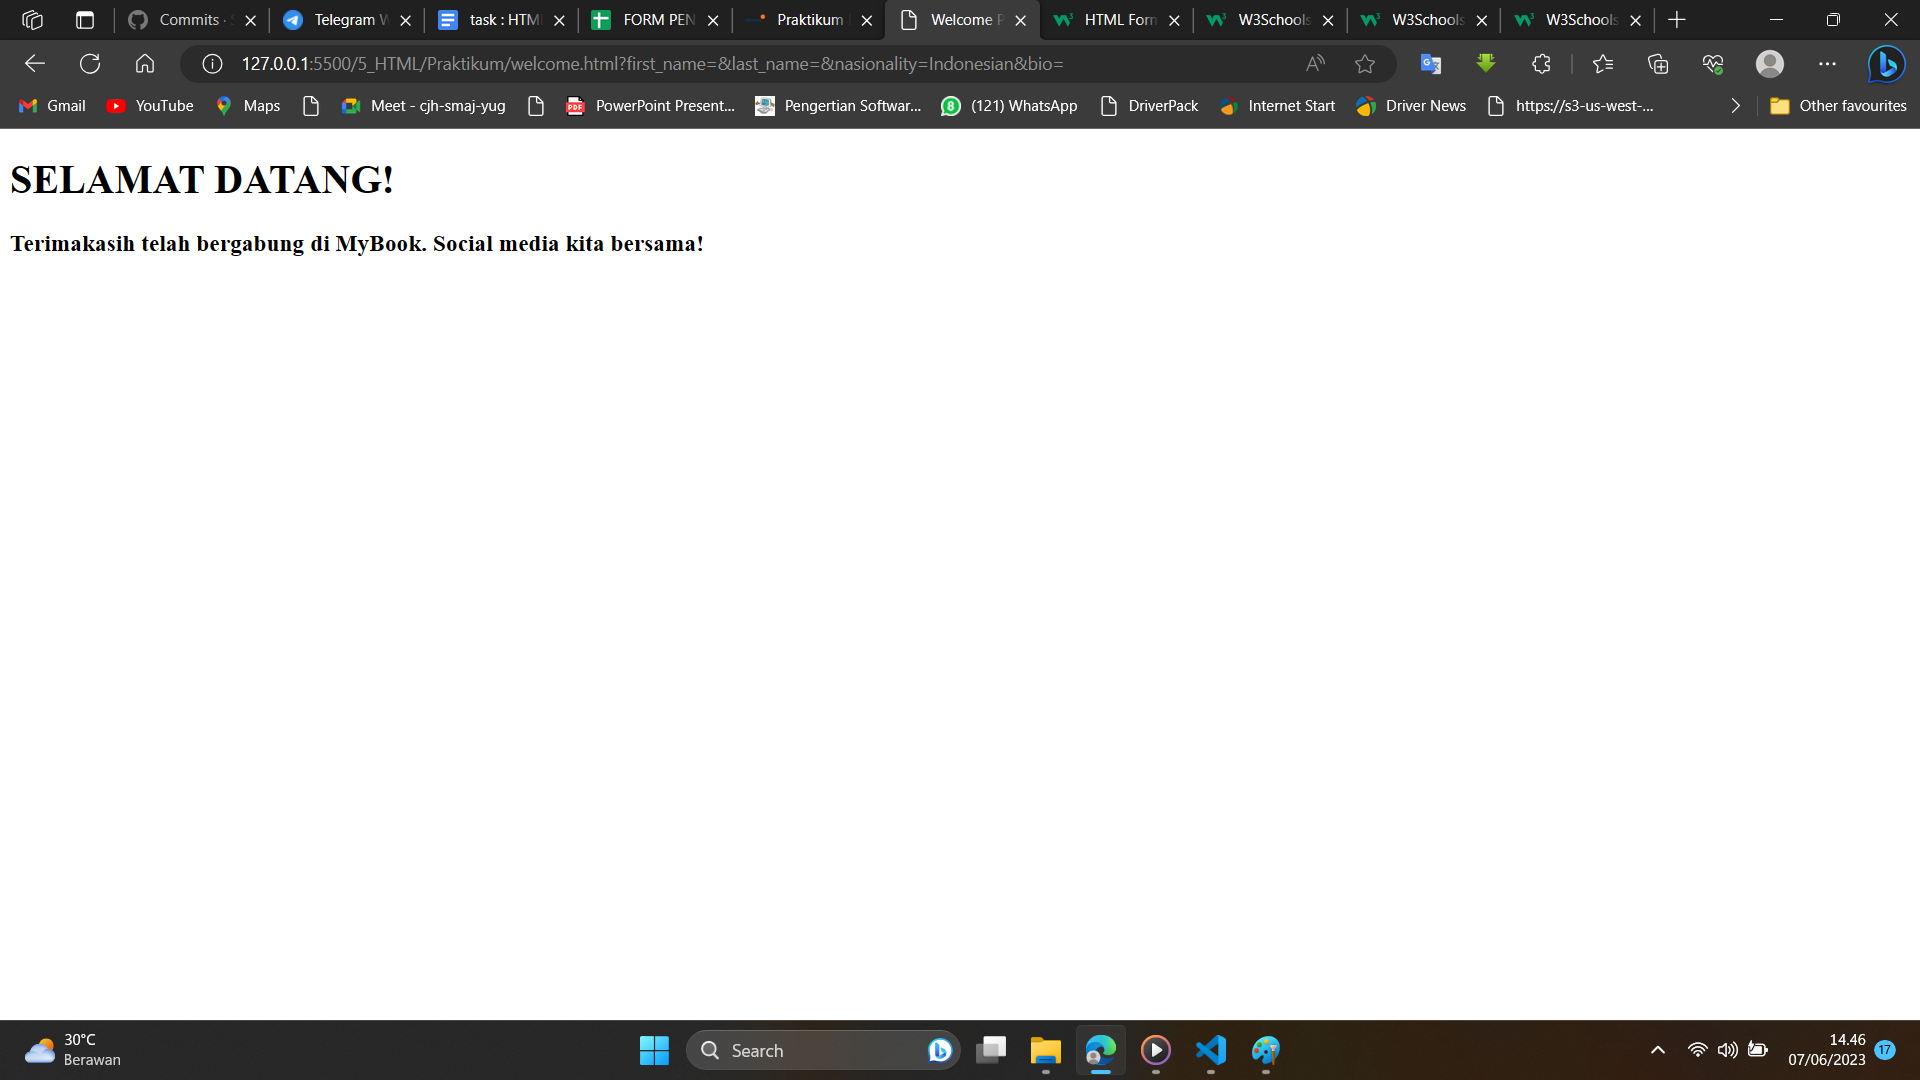 Commits ·
Telegram W
task : HTML
FORM PEN
Praktikum
Welcome P
HTML Form
W3Schools
W3Schools
W3Schools
127.0.0.1:5500/5_HTML/Praktikum/welcome.html?first_name=&last_name=&nasionality=Indonesian&bio=
Gmail
YouTube
Maps
Meet - cjh-smaj-yug
PowerPoint Present...
Pengertian Softwar...
(121) WhatsApp
DriverPack
Internet Start
Driver News
https://s3-us-west-...
Other favourites
SELAMAT DATANG!
Terimakasih telah bergabung di MyBook. Social media kita bersama!
30°C
Berawan
Search
14.46
07/06/2023
17